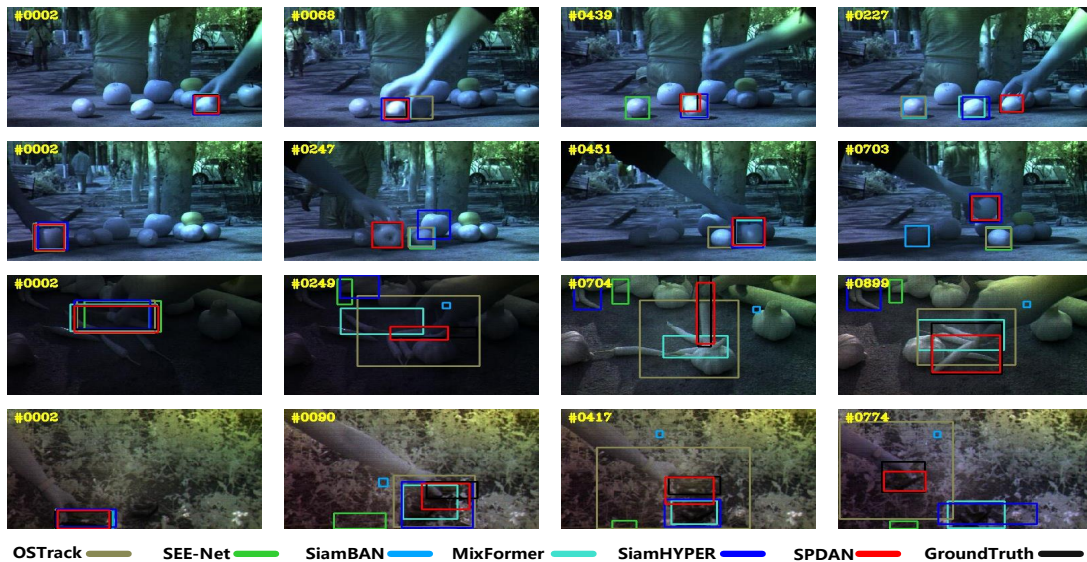 #0002 #0068 #0439 #0227
#0002 #0247 #0451 #0703
#0002 #0249 #0704 #0899
#0002 #0090 #0417 #0774
OSTrack SEE-Net SiamBAN MixFormer SiamHYPER SPDAN GroundTruth